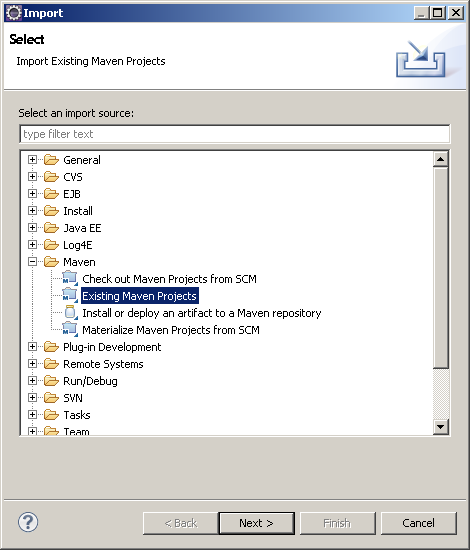 Import
Select
Import Existing Maven Projects
Select an import source:
type filter text
General
CVS
EJB
Install
Java EE
Log4E
Maven
Check out Maven Projects from SCM
Existing Maven Projects
Install or deploy an artifact to a Maven repository
Materialize Maven Projects from SCM
Plug-in Development
Remote Systems
Run/Debug
SVN
Tasks
Team
? < Back Next > Finish Cancel